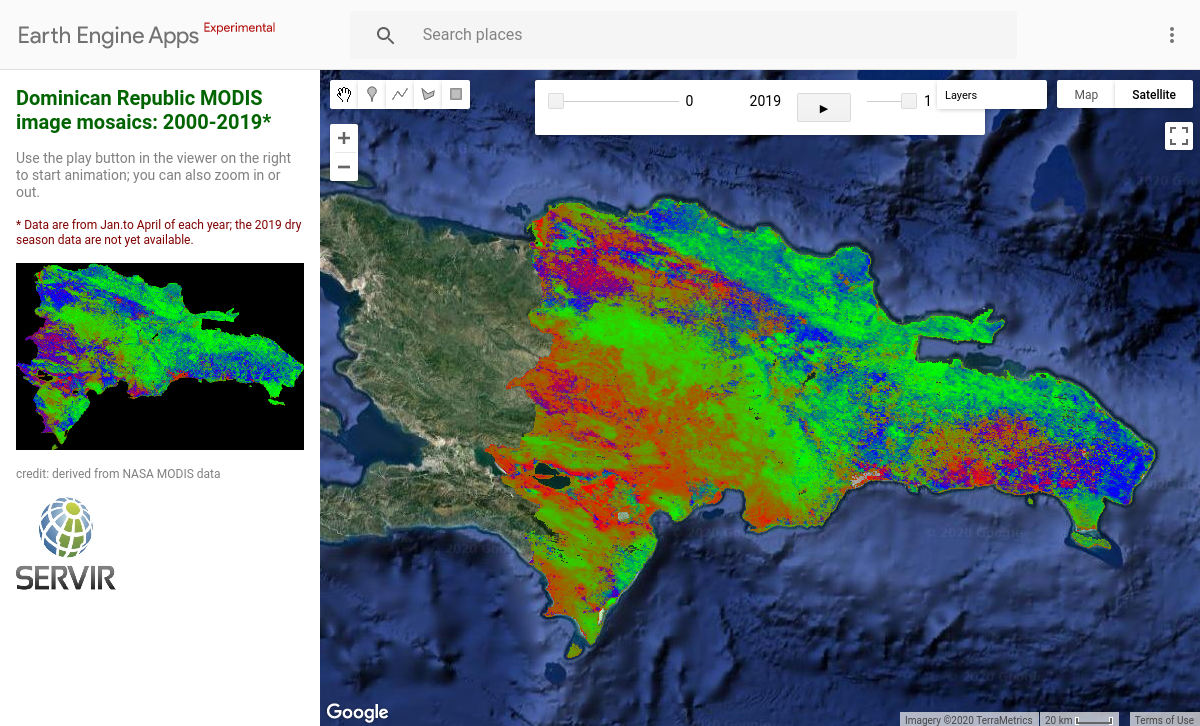 Earth Engine Apps Experimental
Search places
Dominican Republic MODIS
image mosaics: 2000-2019*
Use the play button in the viewer on the right
to start animation; you can also zoom in or
out.
* Data are from Jan.to April of each year; the 2019 dry
season data are not yet available.
credit: derived from NASA MODIS data
SERVIR
0
2019
1
Layers
Map
Satellite
Google
Imagery ©2020 TerraMetrics
20 km
Terms of Use